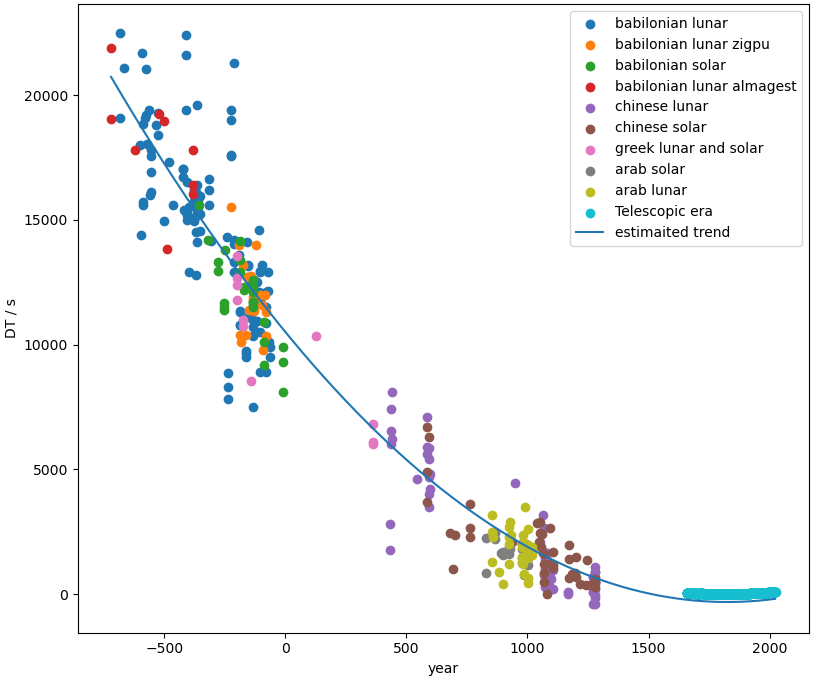 babilonian lunar
babilonian lunar zigpu
babilonian solar
babilonian lunar almagest
chinese lunar
chinese solar
greek lunar and solar
arab solar
arab lunar
Telescopic era
estimaited trend
20000
15000
10000
5000
0
DT / s
−500 0 500 1000 1500 2000
year